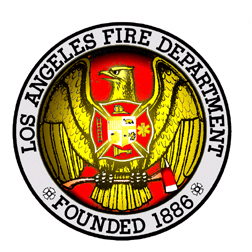 LOS ANGELES FIRE DEPARTMENT
FOUNDED 1886